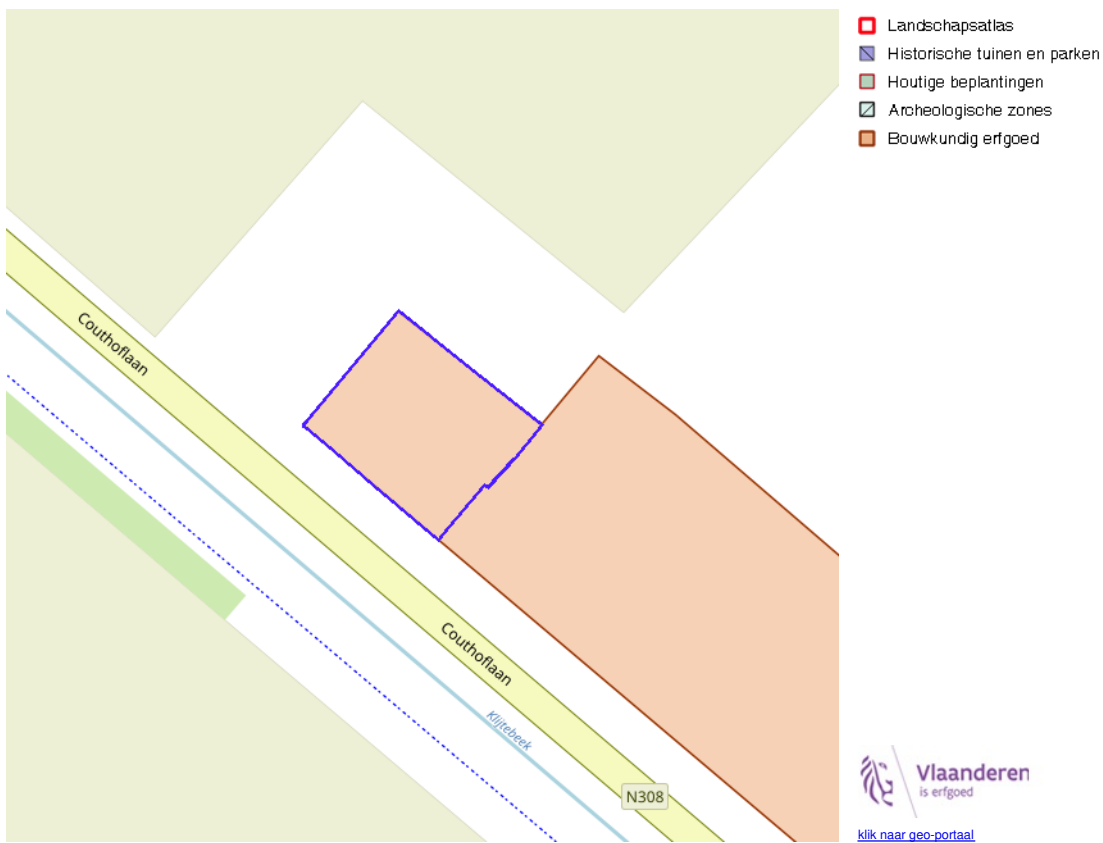 Couthoflaan
Couthoflaan
Klijtebeek
N308
Landschapsatlas
Historische tuinen en parken
Houtige beplantingen
Archeologische zones
Bouwkundig erfgoed
Vlaanderen
is erfgoed
klik naar geo-portaal